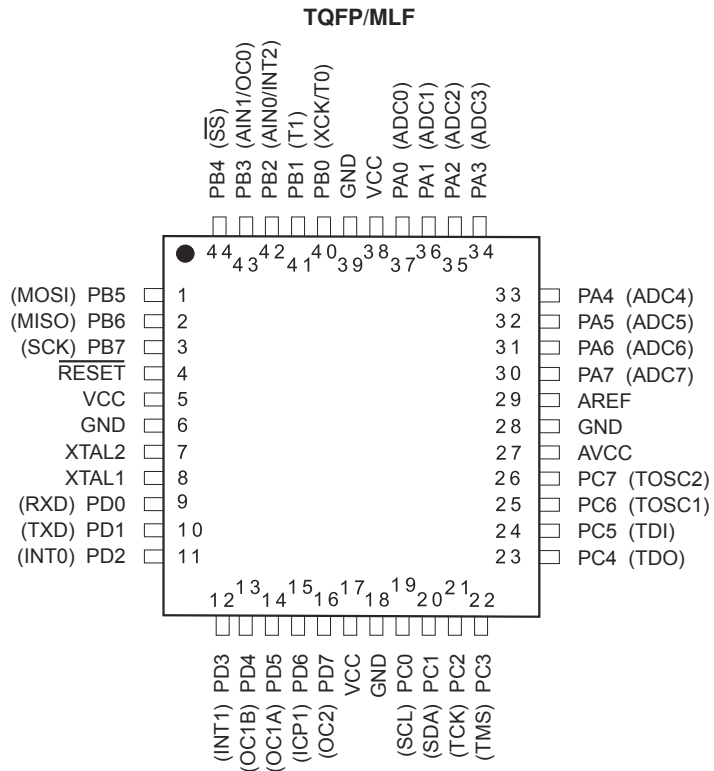 TQFP/MLF
PB4 (SS)
PB3 (AIN1/OC0)
PB2 (AIN0/INT2)
PB1 (T1)
PB0 (XCK/T0)
GND
VCC
PA0 (ADC0)
PA1 (ADC1)
PA2 (ADC2)
PA3 (ADC3)
44
43
42
41
40
39
38
37
36
35
34
(MOSI) PB5 1
(MISO) PB6 2
(SCK) PB7 3
RESET 4
VCC 5
GND 6
XTAL2 7
XTAL1 8
(RXD) PD0 9
(TXD) PD1 10
(INT0) PD2 11
33 PA4 (ADC4)
32 PA5 (ADC5)
31 PA6 (ADC6)
30 PA7 (ADC7)
29 AREF
28 GND
27 AVCC
26 PC7 (TOSC2)
25 PC6 (TOSC1)
24 PC5 (TDI)
23 PC4 (TDO)
12
13
14
15
16
17
18
19
20
21
22
(INT1) PD3
(OC1B) PD4
(OC1A) PD5
(ICP1) PD6
(OC2) PD7
VCC
GND
(SCL) PC0
(SDA) PC1
(TCK) PC2
(TMS) PC3